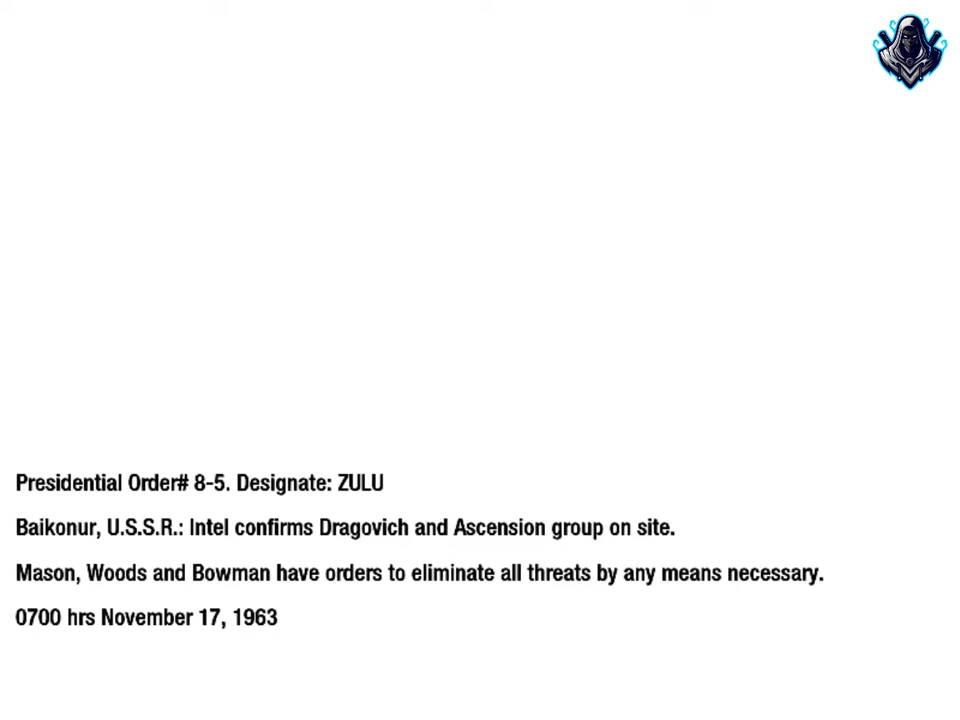 Presidential Order# 8-5. Designate: ZULU
Baikonur, U.S.S.R.: Intel confirms Dragovich and Ascension group on site.
Mason, Woods and Bowman have orders to eliminate all threats by any means necessary.
0700 hrs November 17, 1963